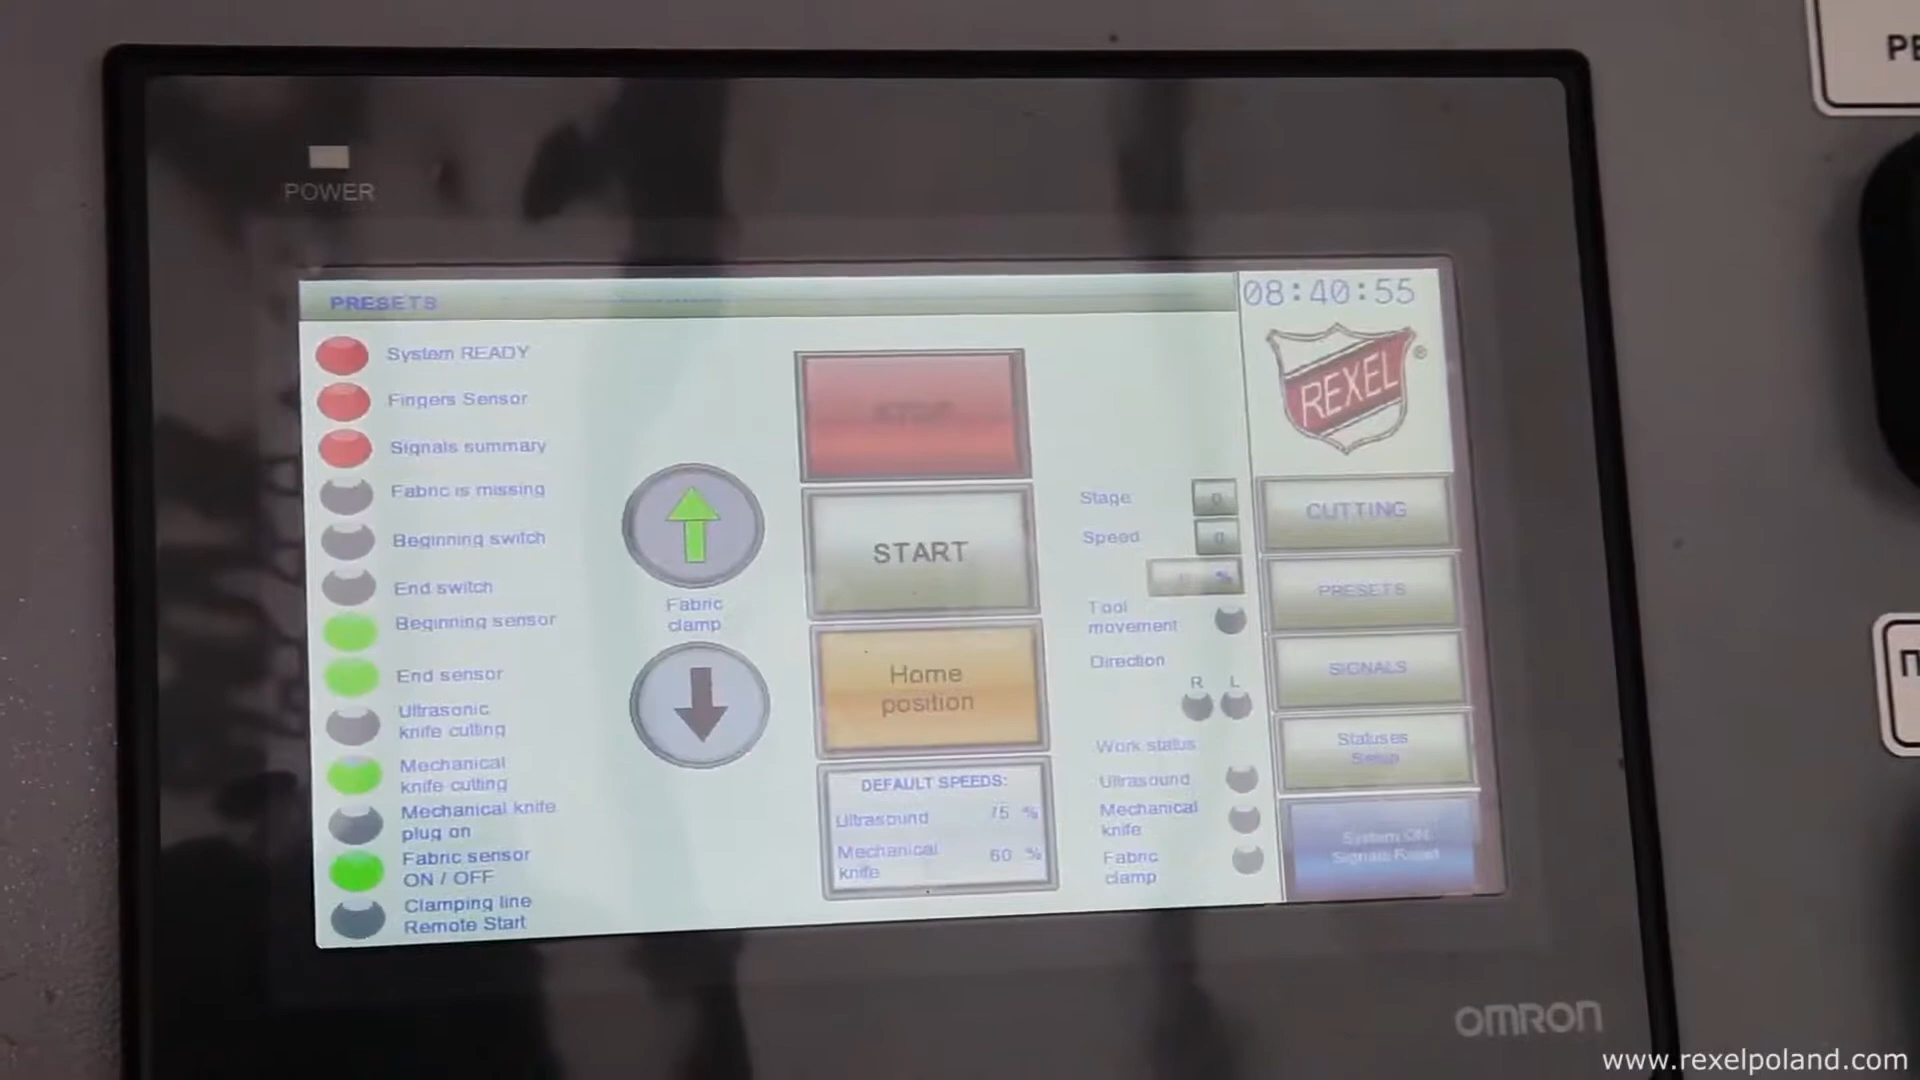 PE
POWER
PRESETS
08:40:55
REXEL
®
System READY
Fingers Sensor
Signals summary
Fabric is missing
Beginning switch
End switch
Beginning sensor
End sensor
Ultrasonic
knife cutting
Mechanical
knife cutting
Mechanical knife
plug on
Fabric sensor
ON / OFF
Clamping line
Remote Start
Fabric
clamp
STOP
START
Home
position
DEFAULT SPEEDS:
Ultrasound 75 %
Mechanical
knife 60 %
Stage 0
Speed 0
%
Tool
movement
Direction
R L
Work status
Ultrasound
Mechanical
knife
Fabric
clamp
CUTTING
PRESETS
SIGNALS
Statuses
Setup
System ON
Signals Reset
П
OMRON
www.rexelpoland.com